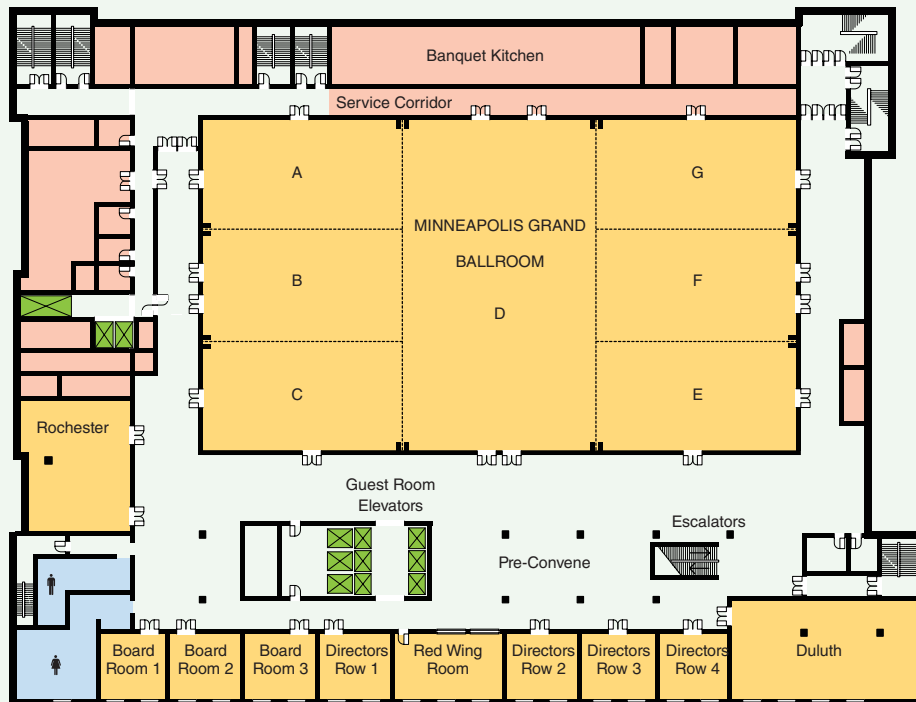 Banquet Kitchen
Service Corridor
A
G
MINNEAPOLIS GRAND
BALLROOM
B
F
D
C
E
Rochester
Guest Room
Elevators
Escalators
Pre-Convene
Board
Room 1
Board
Room 2
Board
Room 3
Directors
Row 1
Red Wing
Room
Directors
Row 2
Directors
Row 3
Directors
Row 4
Duluth